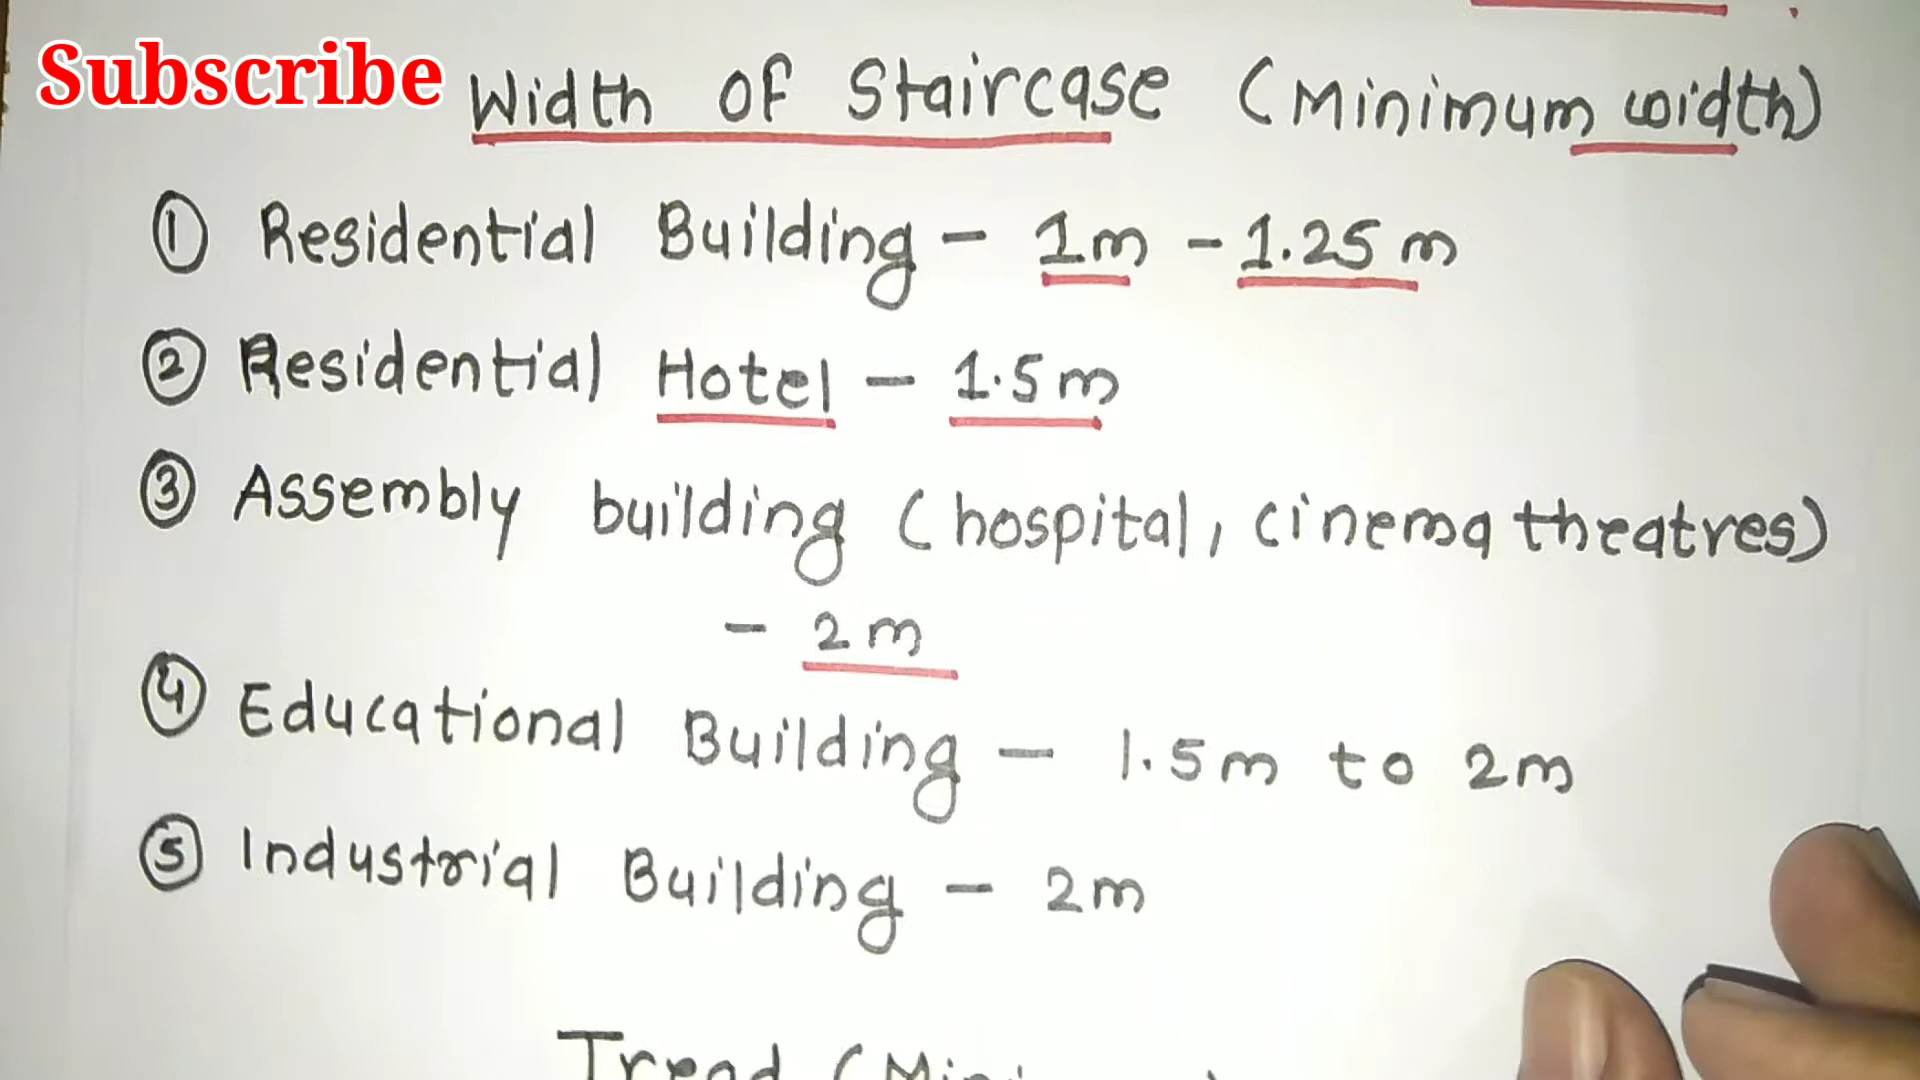 Subscribe
Width of Staircase (Minimum width)
① Residential Building - 1m - 1.25 m
② Residential Hotel - 1.5m
③ Assembly building (hospital, cinema theatres)
- 2m
④ Educational Building - 1.5m to 2m
⑤ Industrial Building - 2m
Tread